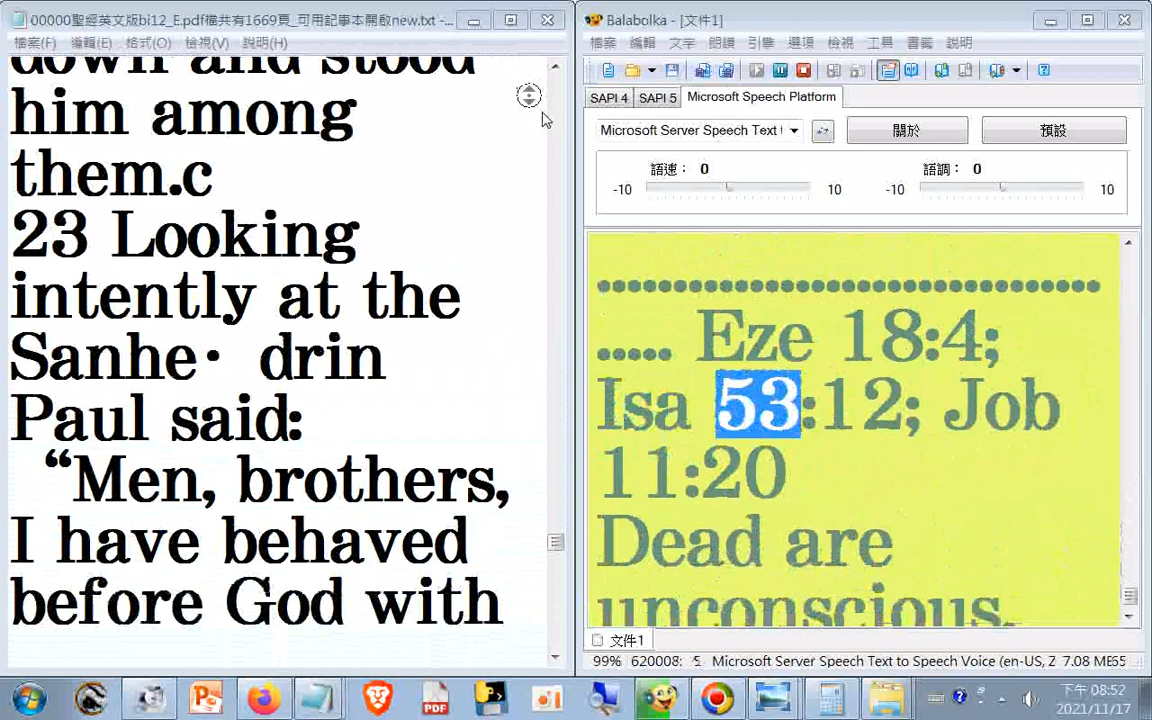 00000聖經英文版bi12_E.pdf檔共有1669頁_可用記事本開啟new.txt -...
檔案(F) 編輯(E) 格式(O) 檢視(V) 說明(H)
down and stood
him among
them.c
23 Looking
intently at the
Sanhe· drin
Paul said:
“Men, brothers,
I have behaved
before God with
Balabolka - [文件1]
檔案 編輯 文字 朗讀 引擎 選項 檢視 工具 書籤 說明
SAPI 4 SAPI 5 Microsoft Speech Platform
Microsoft Server Speech Text 關於 預設
語速： 0 語調： 0
-10 10 -10 10
.......................................
..... Eze 18:4;
Isa 53:12; Job
11:20
Dead are
unconscious.
文件1
99% 620008: Microsoft Server Speech Text to Speech Voice (en-US, Z 7.08 ME
PDF
下午 08:52
2021/11/17